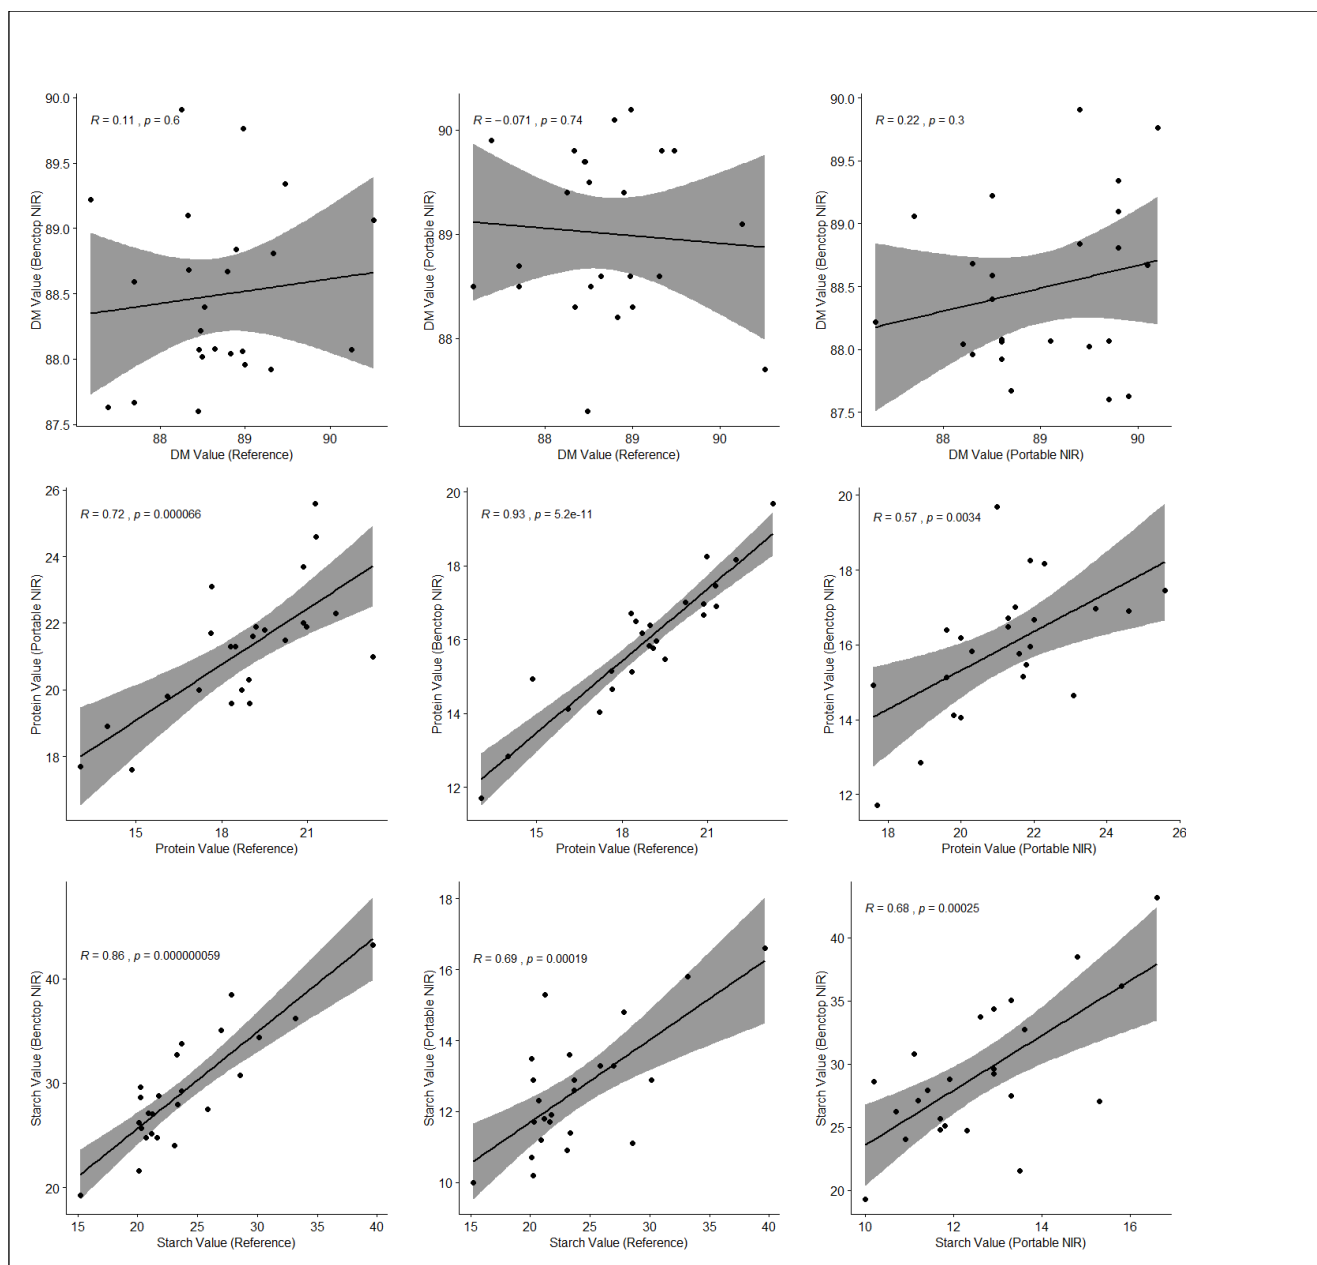 R = 0.11 , p = 0.6
90.0
89.5
89.0
88.5
88.0
87.5
88 89 90
DM Value (Benctop NIR)
DM Value (Reference)
R = −0.071 , p = 0.74
90
89
88
88 89 90
DM Value (Portable NIR)
DM Value (Reference)
R = 0.22 , p = 0.3
90.0
89.5
89.0
88.5
88.0
87.5
88 89 90
DM Value (Benctop NIR)
DM Value (Portable NIR)
R = 0.72 , p = 0.000066
26
24
22
20
18
15 18 21
Protein Value (Portable NIR)
Protein Value (Reference)
R = 0.93 , p = 5.2e-11
20
18
16
14
12
15 18 21
Protein Value (Benctop NIR)
Protein Value (Reference)
R = 0.57 , p = 0.0034
20
18
16
14
12
18 20 22 24 26
Protein Value (Benctop NIR)
Protein Value (Portable NIR)
R = 0.86 , p = 0.000000059
40
30
20
15 20 25 30 35 40
Starch Value (Benctop NIR)
Starch Value (Reference)
R = 0.69 , p = 0.00019
18
16
14
12
10
15 20 25 30 35 40
Starch Value (Portable NIR)
Starch Value (Reference)
R = 0.68 , p = 0.00025
40
35
30
25
20
10 12 14 16
Starch Value (Benctop NIR)
Starch Value (Portable NIR)